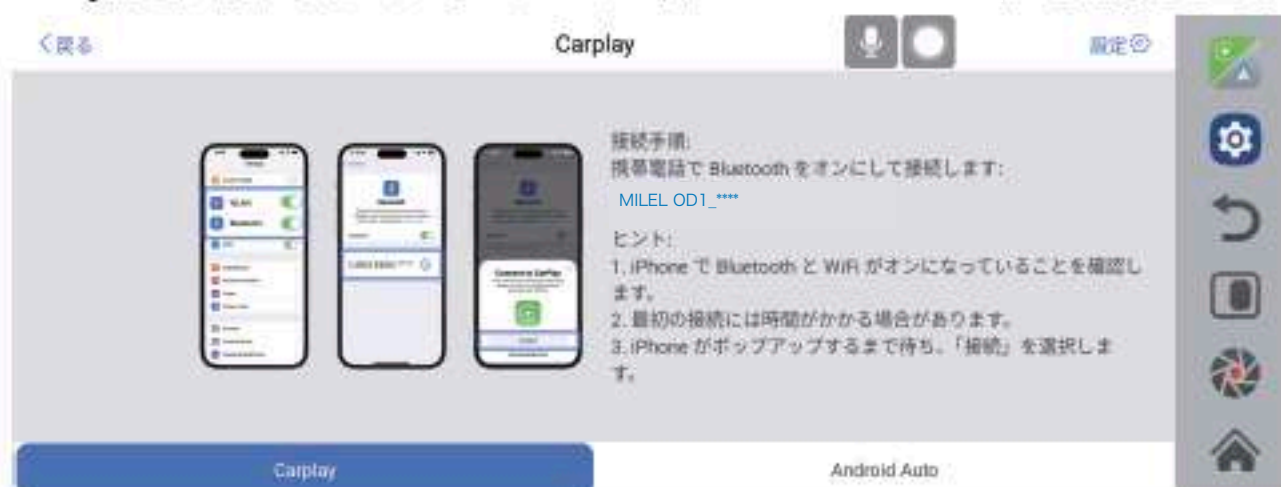 く戻る
Carplay
設定
接続手順:
携帯電話で Bluetooth をオンにして接続します:
MILEL OD1_****
ヒント:
1. iPhone で Bluetooth と WiFi がオンになっていることを確認し
ます。
2. 最初の接続には時間がかかる場合があります。
3. iPhone がポップアップするまで待ち、「接続」を選択しま
す。
Carplay
Android Auto